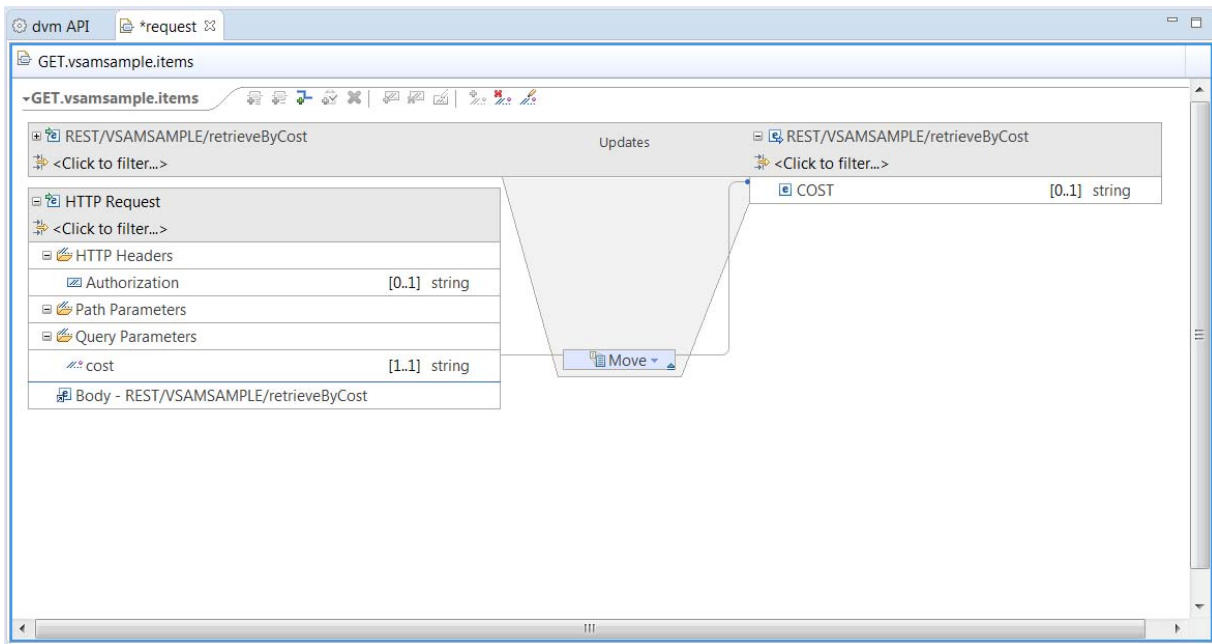 dvm API *request
GET.vsamsample.items
GET.vsamsample.items
REST/VSAMSAMPLE/retrieveByCost
<Click to filter...>
Updates
REST/VSAMSAMPLE/retrieveByCost
<Click to filter...>
COST [0..1] string
HTTP Request
<Click to filter...>
HTTP Headers
Authorization [0..1] string
Path Parameters
Query Parameters
cost [1..1] string
Move
Body - REST/VSAMSAMPLE/retrieveByCost